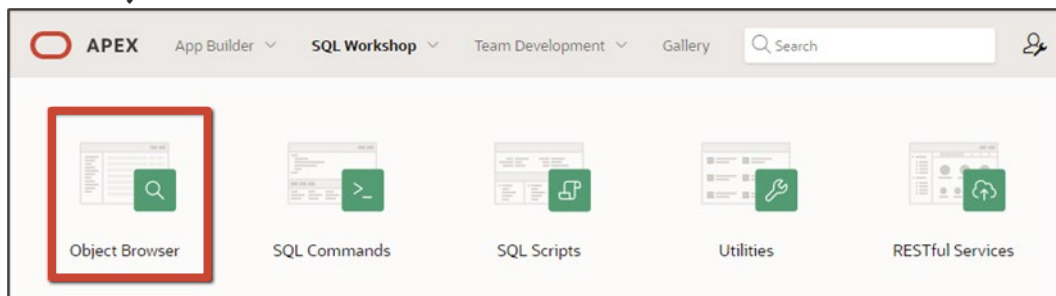 APEX App Builder SQL Workshop Team Development Gallery Search
Object Browser SQL Commands SQL Scripts Utilities RESTful Services